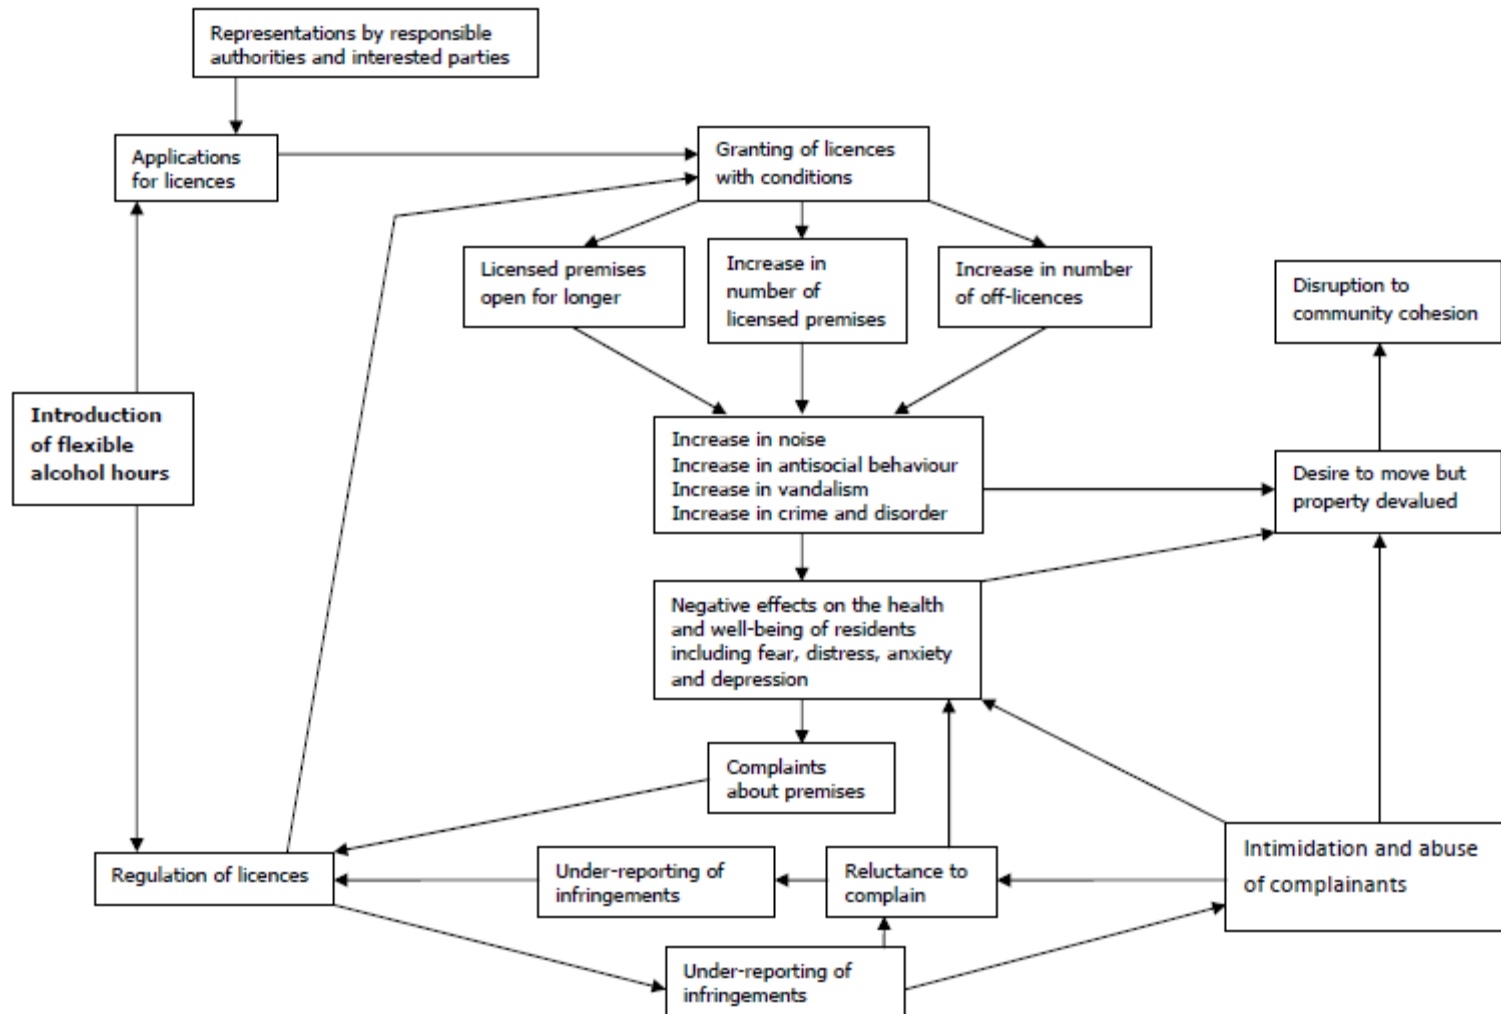 Representations by responsible
authorities and interested parties
Applications
for licences
Granting of licences
with conditions
Licensed premises
open for longer
Increase in
number of
licensed premises
Increase in number
of off-licences
Disruption to
community cohesion
Introduction
of flexible
alcohol hours
Increase in noise
Increase in antisocial behaviour
Increase in vandalism
Increase in crime and disorder
Desire to move but
property devalued
Negative effects on the health
and well-being of residents
including fear, distress, anxiety
and depression
Complaints
about premises
Regulation of licences
Under-reporting of
infringements
Reluctance to
complain
Intimidation and abuse
of complainants
Under-reporting of
infringements